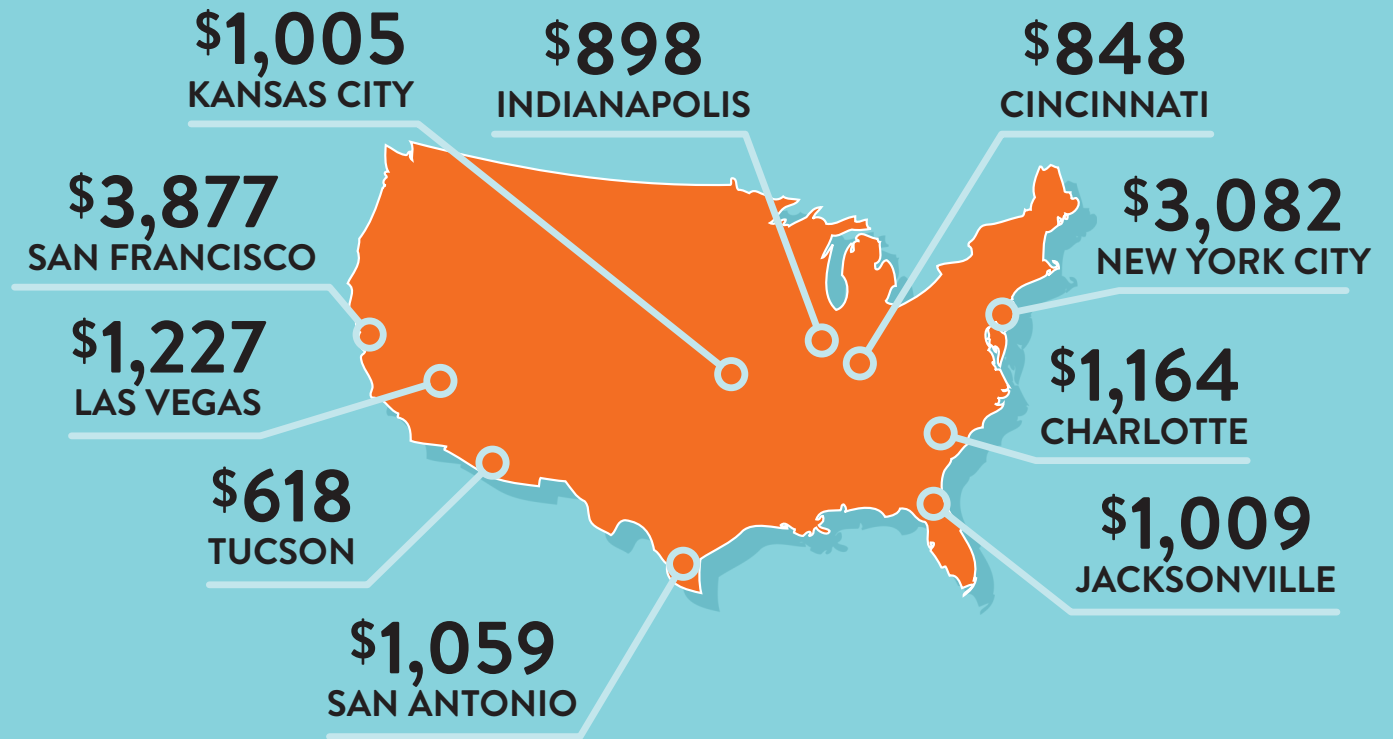 $1,005
KANSAS CITY
$898
INDIANAPOLIS
$848
CINCINNATI
$3,877
SAN FRANCISCO
$3,082
NEW YORK CITY
$1,227
LAS VEGAS
$1,164
CHARLOTTE
$618
TUCSON
$1,009
JACKSONVILLE
$1,059
SAN ANTONIO